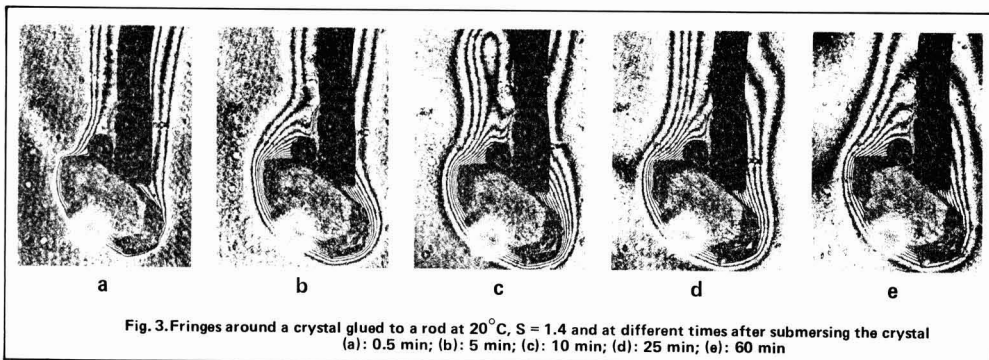 a
b
c
d
e
Fig. 3. Fringes around a crystal glued to a rod at 20°C, S = 1.4 and at different times after submersing the crystal
(a): 0.5 min; (b): 5 min; (c): 10 min; (d): 25 min; (e): 60 min